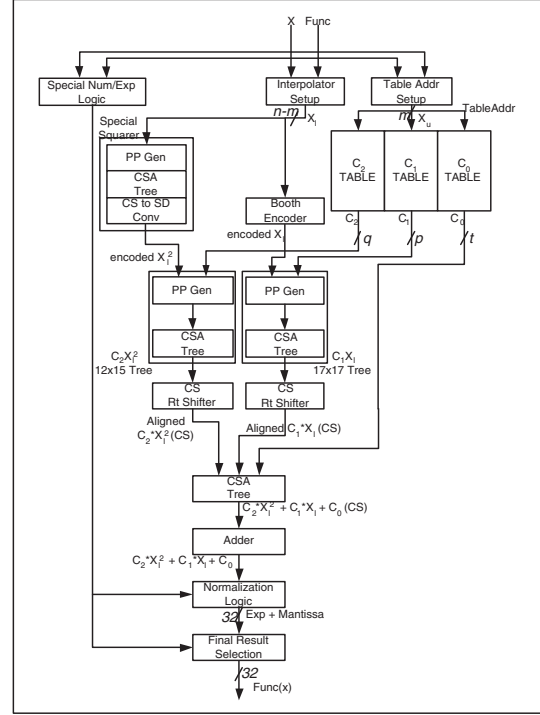 X Func
Special Num/Exp
Logic
Interpolator
Setup
Table Addr
Setup
n-m
X_l
m
X_u
TableAddr
Special
Squarer
PP Gen
CSA
Tree
CS to SD
Conv
C_2
TABLE
C_1
TABLE
C_0
TABLE
Booth
Encoder
encoded X_l
C_2
q
C_1
p
C_0
t
encoded X_l^2
PP Gen
CSA
Tree
PP Gen
CSA
Tree
C_2X_l^2
12x15 Tree
C_1X_l
17x17 Tree
CS
Rt Shifter
CS
Rt Shifter
Aligned
C_2*X_l^2(CS)
Aligned C_1*X_l(CS)
CSA
Tree
C_2*X_l^2 + C_1*X_l + C_0(CS)
Adder
C_2*X_l^2 + C_1*X_l + C_0
Normalization
Logic
32
Exp + Mantissa
Final Result
Selection
32
Func(x)